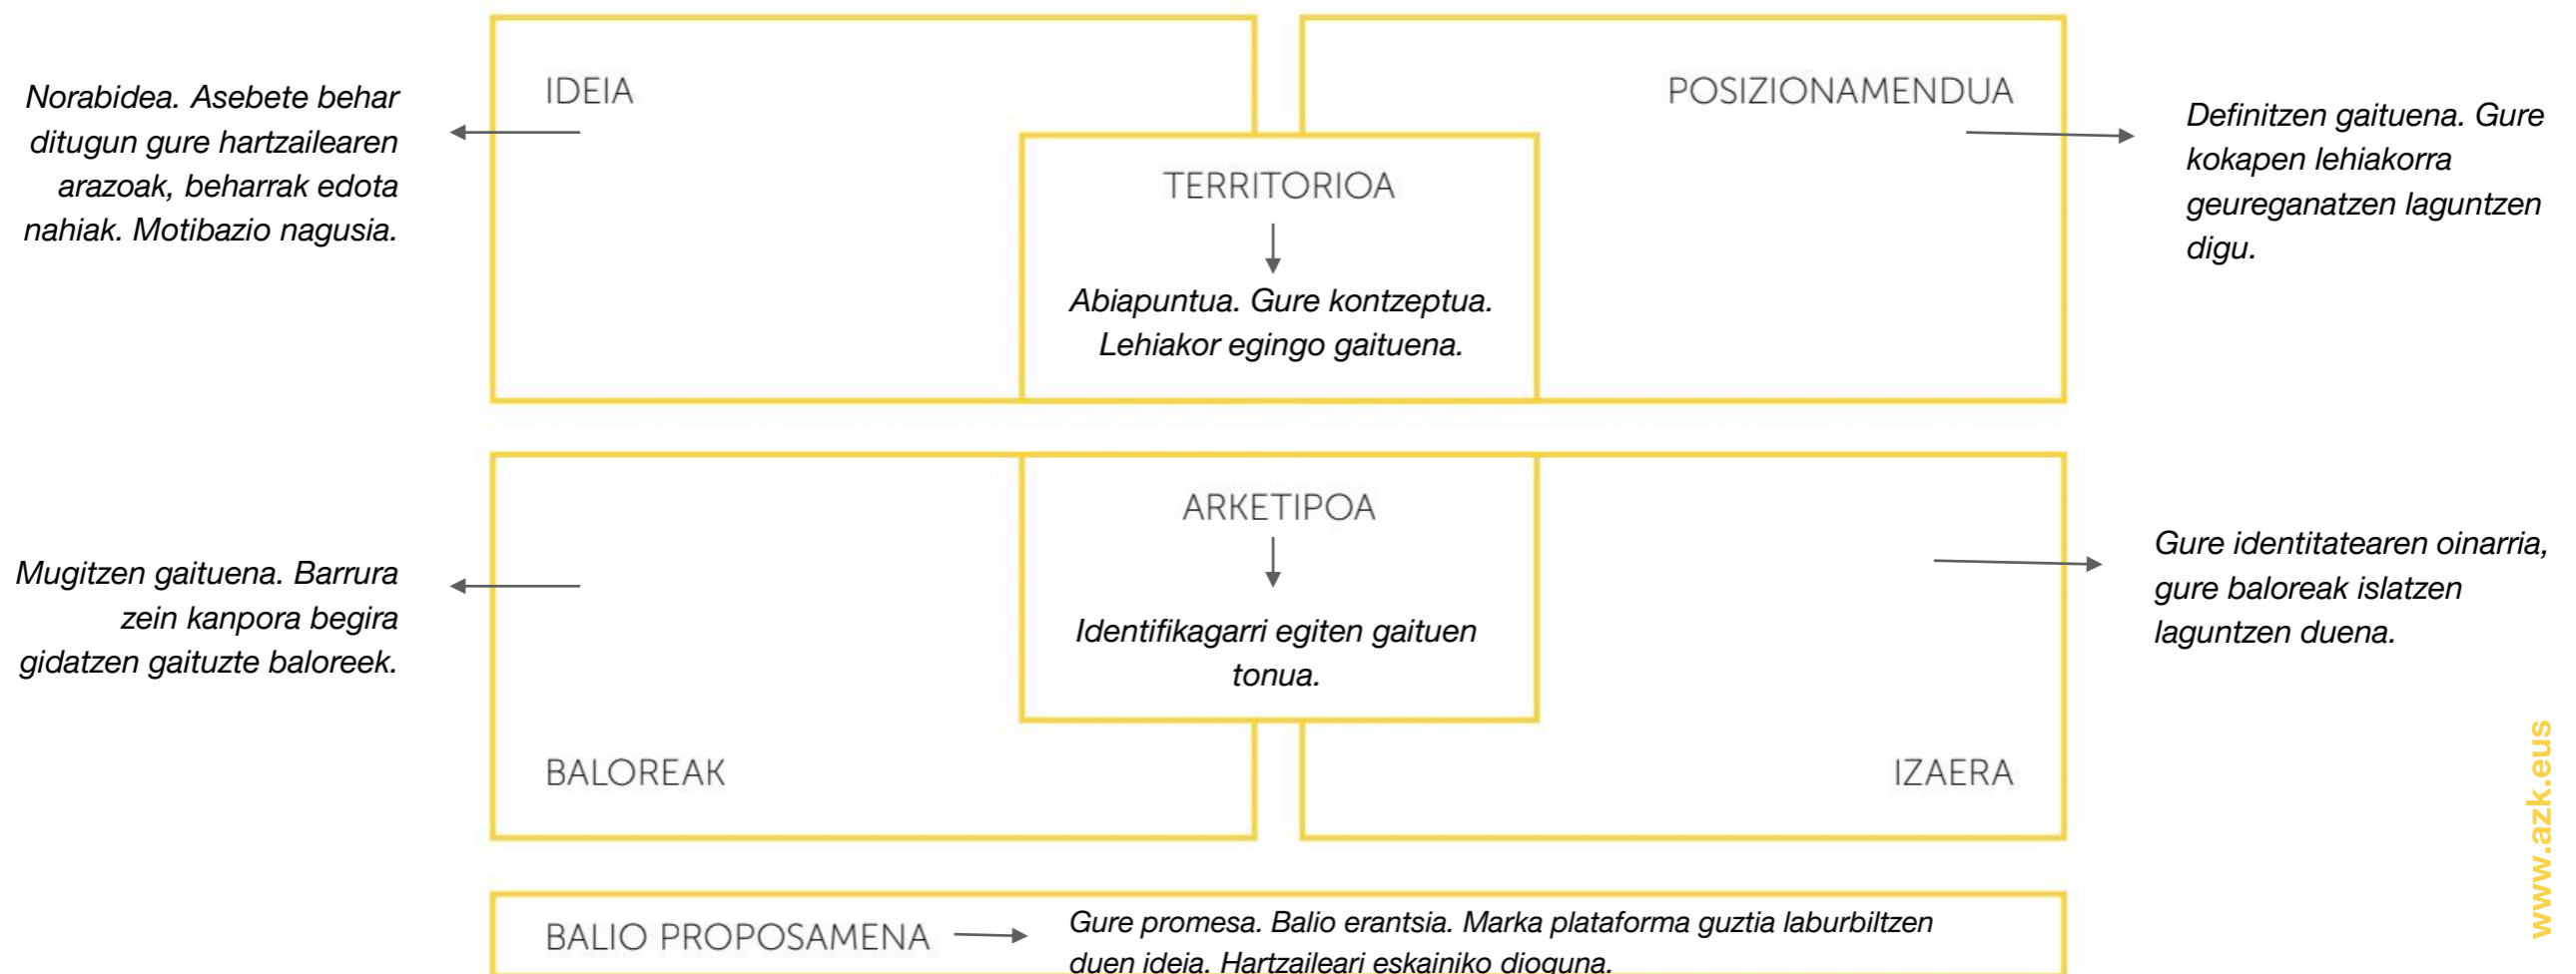 IDEIA
Norabidea. Asebete behar
ditugun gure hartzailearen
arazoak, beharrak edota
nahiak. Motibazio nagusia.
POSIZIONAMENDUA
Definitzen gaituena. Gure
kokapen lehiakorra
geureganatzen laguntzen
digu.
TERRITORIOA
Abiapuntua. Gure kontzeptua.
Lehiakor egingo gaituena.
ARKETIPOA
Identifikagarri egiten gaituen
tonua.
Mugitzen gaituena. Barrura
zein kanpora begira
gidatzen gaituzte baloreek.
BALOREAK
Gure identitatearen oinarria,
gure baloreak islatzen
laguntzen duena.
IZAERA
BALIO PROPOSAMENA
Gure promesa. Balio erantsia. Marka plataforma guztia laburbiltzen
duen ideia. Hartzaileari eskainiko dioguna.
www.azk.eus